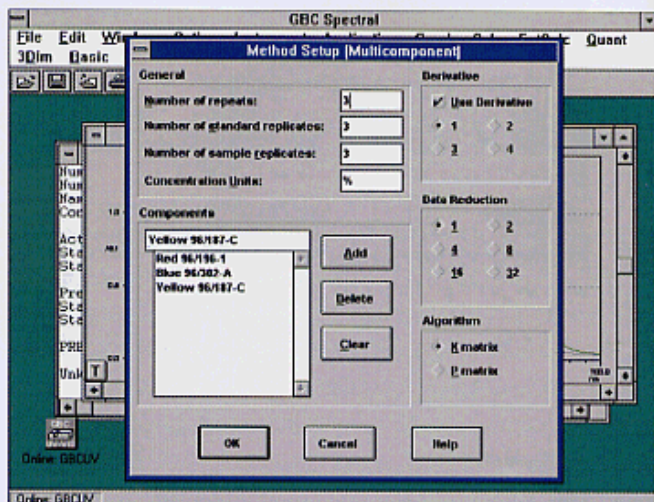 GBC Spectral
File Edit
Quant
3Dim Basic
Method Setup [Multicomponent]
General
Number of repeats: 3
Number of standard replicates: 3
Number of sample replicates: 3
Concentration Units: %
Components
Yellow 96/187-C
Red 96/196-1
Blue 96/302-A
Yellow 96/187-C
Add
Delete
Clear
Derivative
Use Derivative
1 2
3 4
Data Reduction
1 2
4 8
16 32
Algorithm
K matrix
P matrix
OK
Cancel
Help
T
GBC
Online: GBCUV
Online: GBCUV